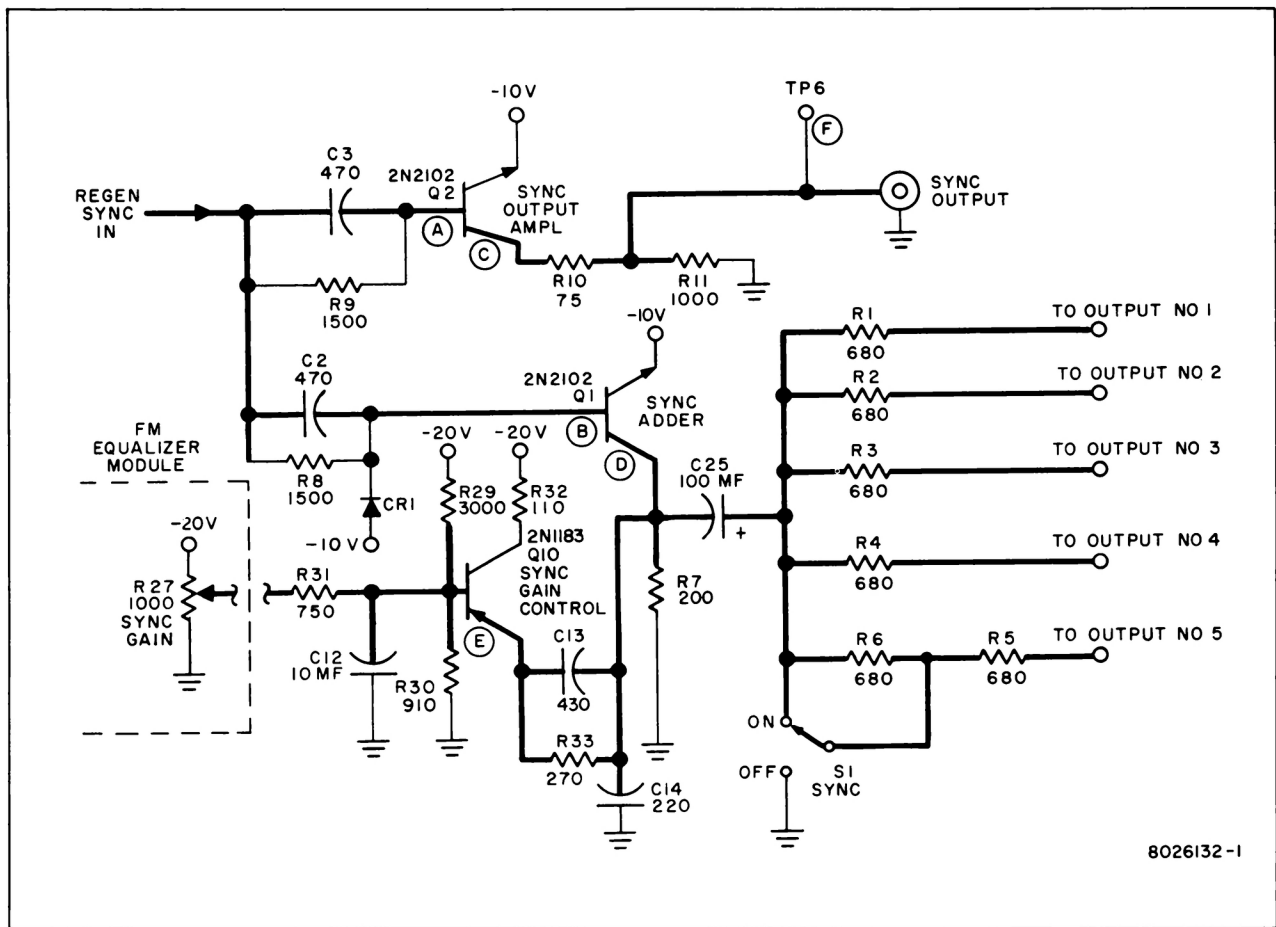 -10V
TP6
F
C3
470
2N2102
Q2
SYNC
OUTPUT
AMPL
REGEN
SYNC
IN
A
C
SYNC
OUTPUT
R9
1500
R10
75
R11
1000
-10V
C2
470
2N2102
Q1
SYNC
ADDER
B
D
R1
680
TO OUTPUT NO 1
R2
680
TO OUTPUT NO 2
R3
680
TO OUTPUT NO 3
R4
680
TO OUTPUT NO 4
R6
680
R5
680
TO OUTPUT NO 5
FM
EQUALIZER
MODULE
R8
1500
CR1
-10V
-20V
-20V
R29
3000
R32
110
C25
100 MF
+
-20V
R27
1000
SYNC
GAIN
R31
750
2N1183
Q10
SYNC
GAIN
CONTROL
E
R7
200
C12
10MF
R30
910
C13
430
R33
270
C14
220
ON
OFF
S1
SYNC
8026132-1